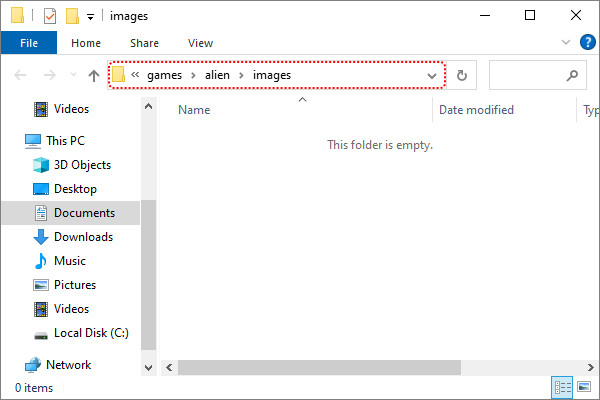 images
File Home Share View
« games > alien > images
Videos
Name Date modified Typ
This PC
This folder is empty.
3D Objects
Desktop
Documents
Downloads
Music
Pictures
Videos
Local Disk (C:)
Network
0 items